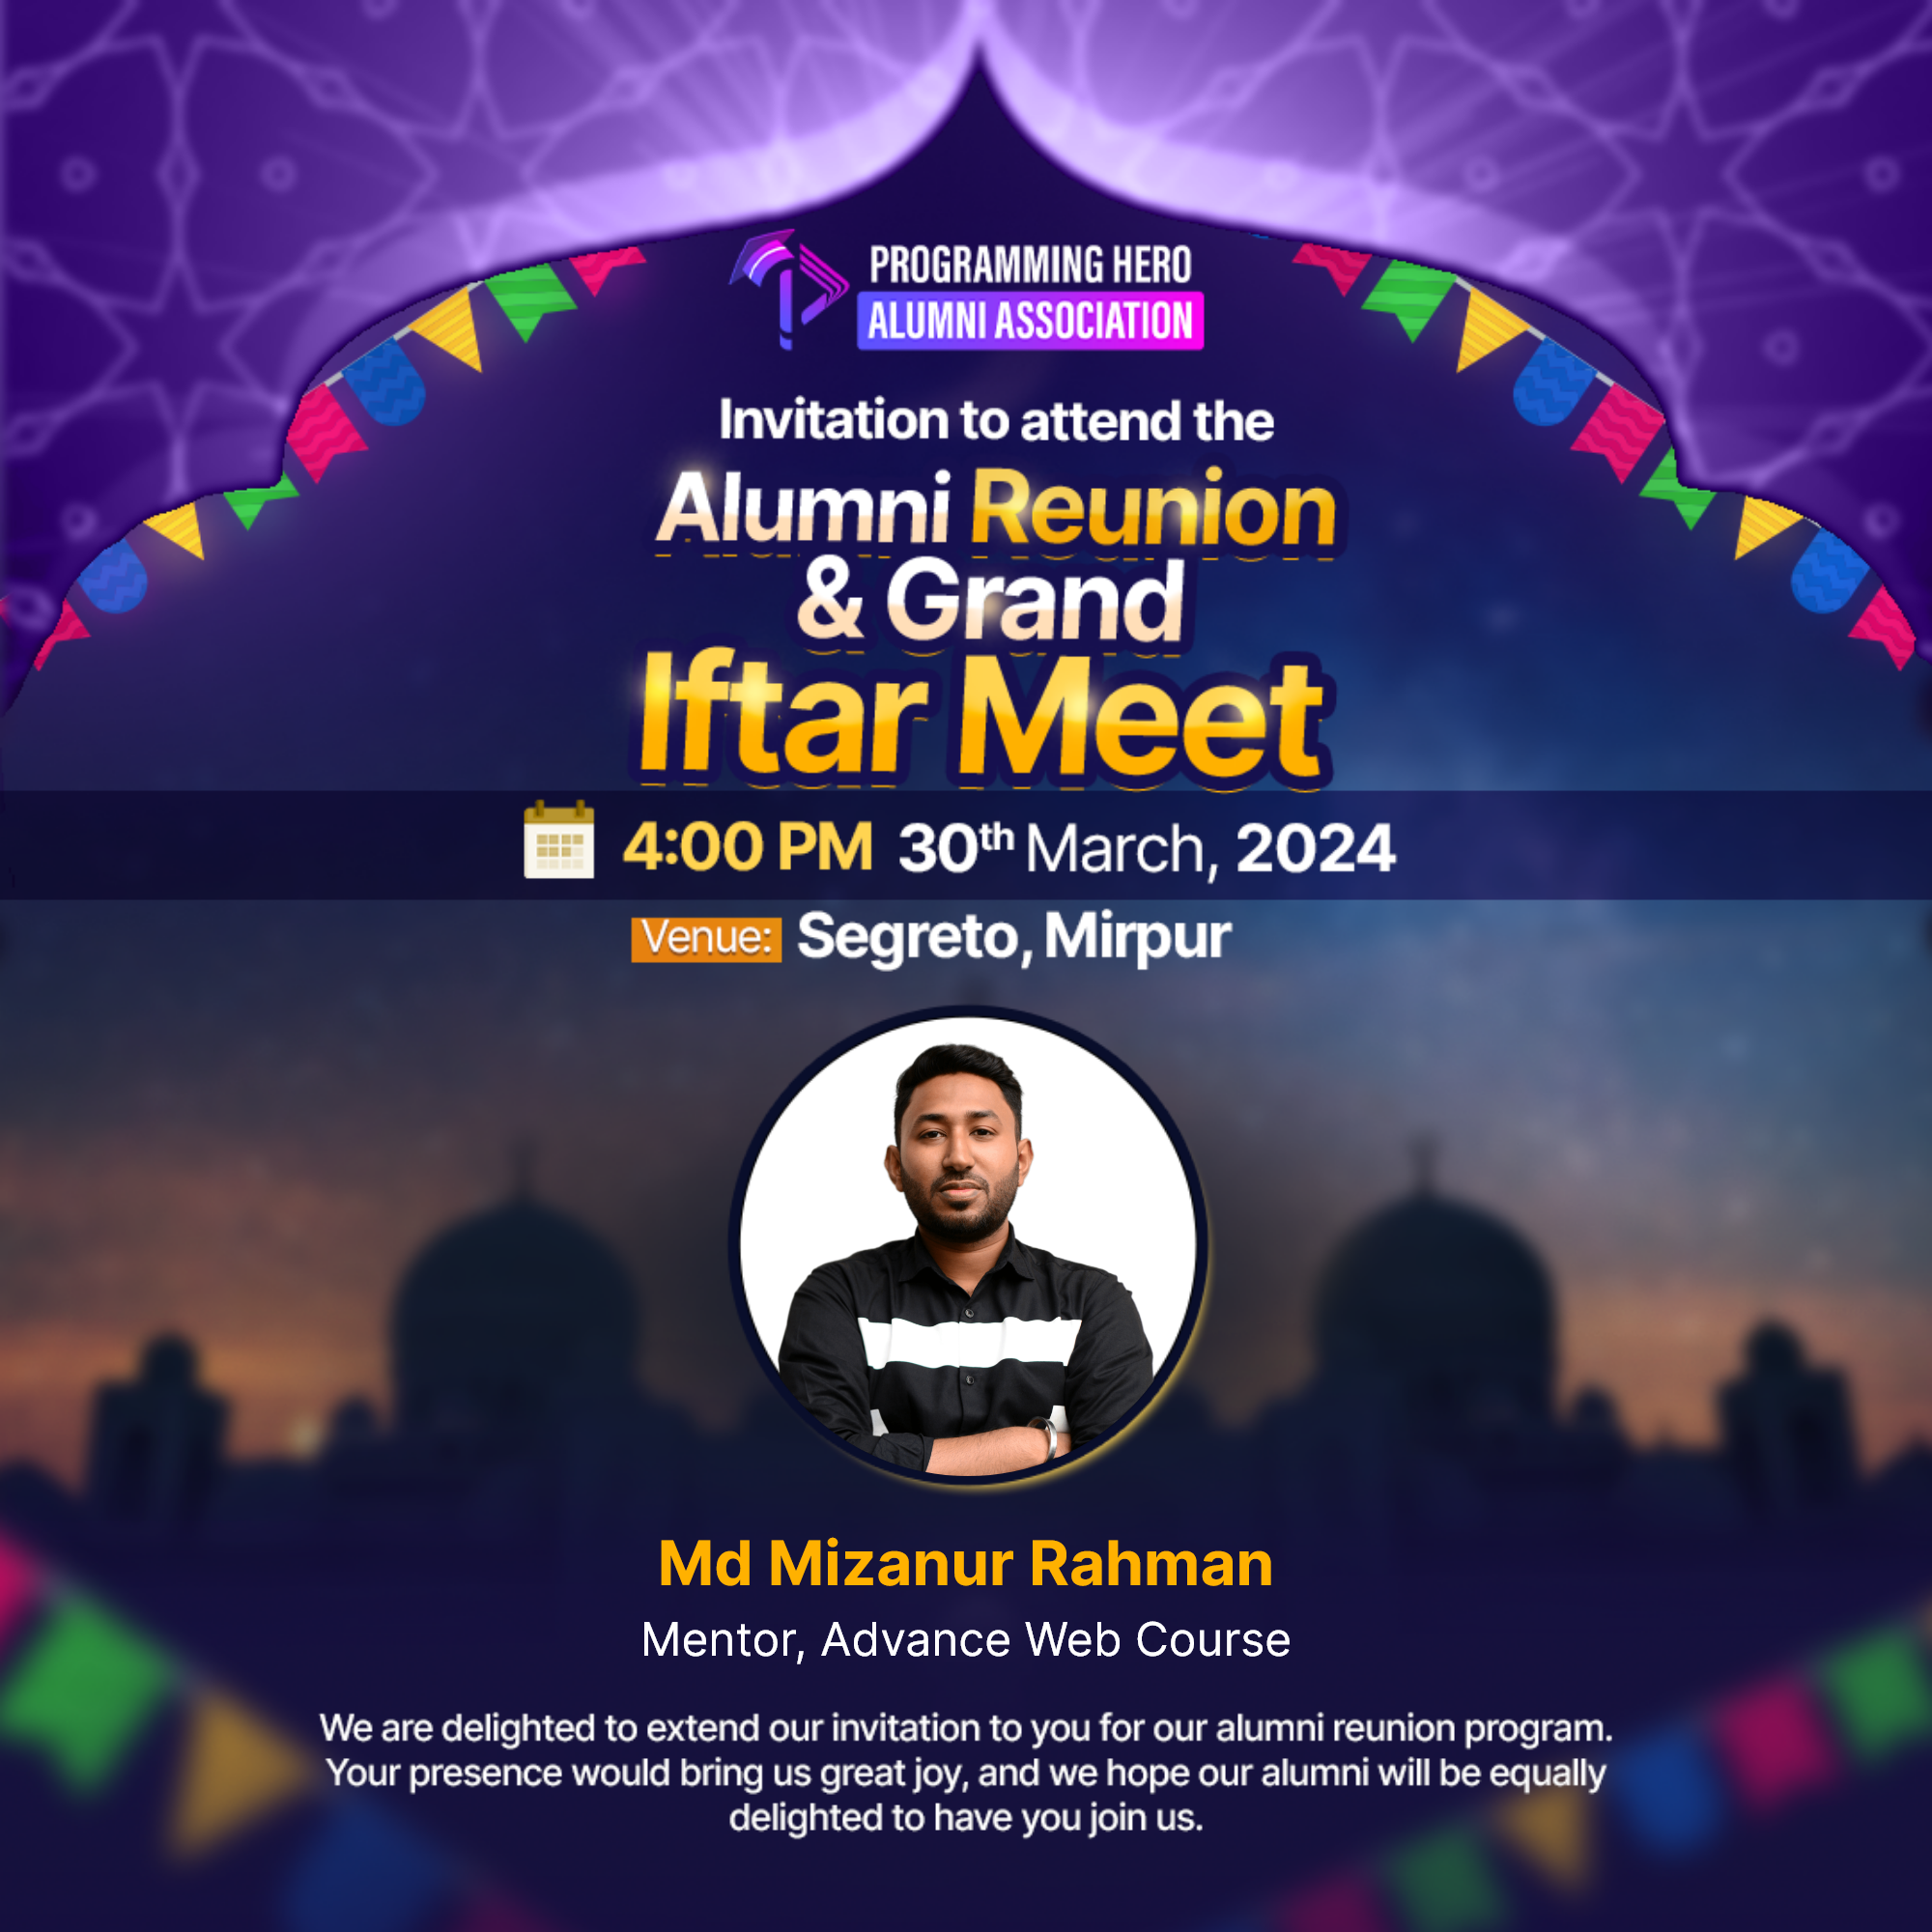 PROGRAMMING HERO
ALUMNI ASSOCIATION
Invitation to attend the
Alumni Reunion
& Grand
Iftar Meet
4:00 PM 30th March, 2024
Venue: Segreto, Mirpur
Md Mizanur Rahman
Mentor, Advance Web Course
We are delighted to extend our invitation to you for our alumni reunion program.
Your presence would bring us great joy, and we hope our alumni will be equally
delighted to have you join us.